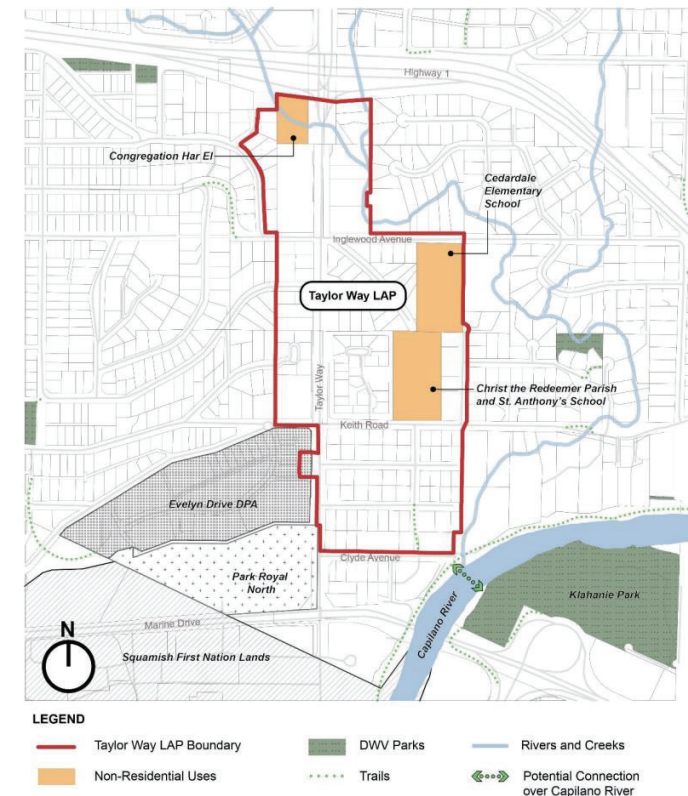 Highway 1
Congregation Har El
Cedardale
Elementary
School
Inglewood Avenue
Taylor Way LAP
Taylor Way
Christ the Redeemer Parish
and St. Anthony's School
Keith Road
Evelyn Drive DPA
Clyde Avenue
Park Royal
North
Klahanie Park
Capilano River
Marine Drive
N
Squamish First Nation Lands
LEGEND
Taylor Way LAP Boundary
DWV Parks
Rivers and Creeks
Non-Residential Uses
Trails
Potential Connection
over Capilano River